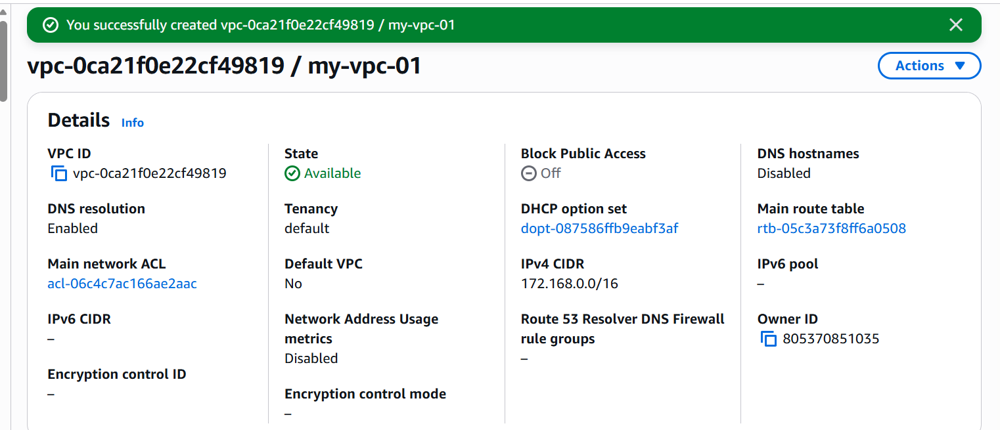 You successfully created vpc-0ca21f0e22cf49819 / my-vpc-01
vpc-0ca21f0e22cf49819 / my-vpc-01
Actions
Details Info
VPC ID
vpc-0ca21f0e22cf49819
State
Available
Block Public Access
Off
DNS hostnames
Disabled
DNS resolution
Enabled
Tenancy
default
DHCP option set
dopt-087586ffb9eabf3af
Main route table
rtb-05c3a73f8ff6a0508
Main network ACL
acl-06c4c7ac166ae2aac
Default VPC
No
IPv4 CIDR
172.168.0.0/16
IPv6 pool
–
IPv6 CIDR
–
Network Address Usage
metrics
Disabled
Route 53 Resolver DNS Firewall
rule groups
–
Owner ID
805370851035
Encryption control ID
–
Encryption control mode
–